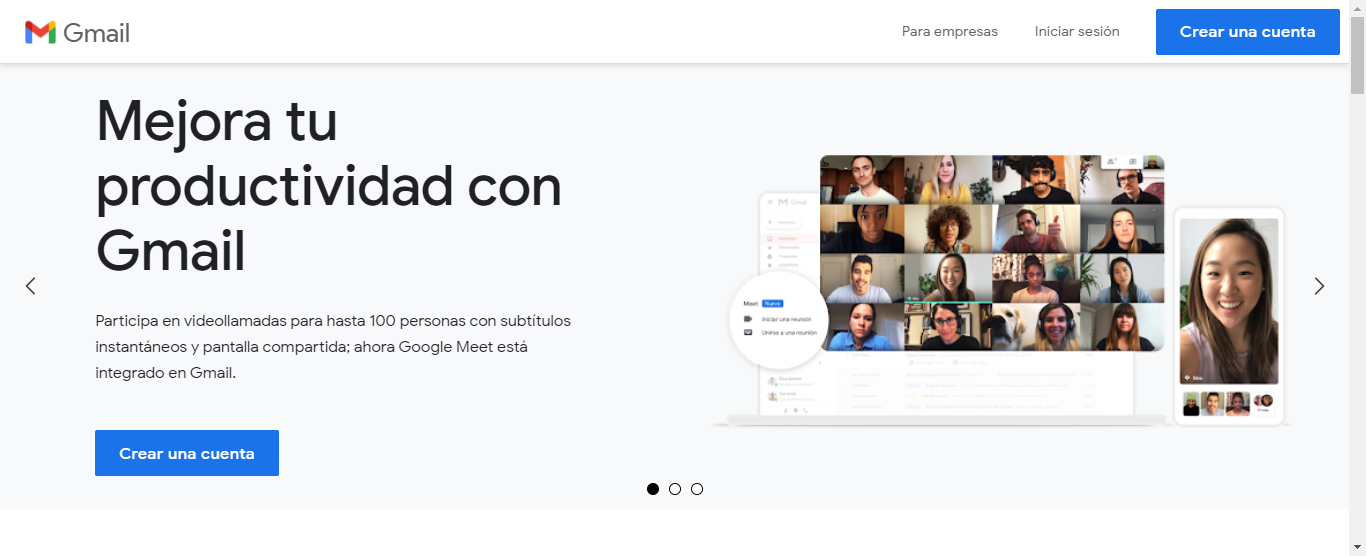 Gmail
Para empresas
Iniciar sesión
Crear una cuenta
Mejora tu
productividad con
Gmail
Participa en videollamadas para hasta 100 personas con subtítulos
instantáneos y pantalla compartida; ahora Google Meet está
integrado en Gmail.
Crear una cuenta
Gmail
Meet Nuevo
Iniciar una reunión
Unirse a una reunión